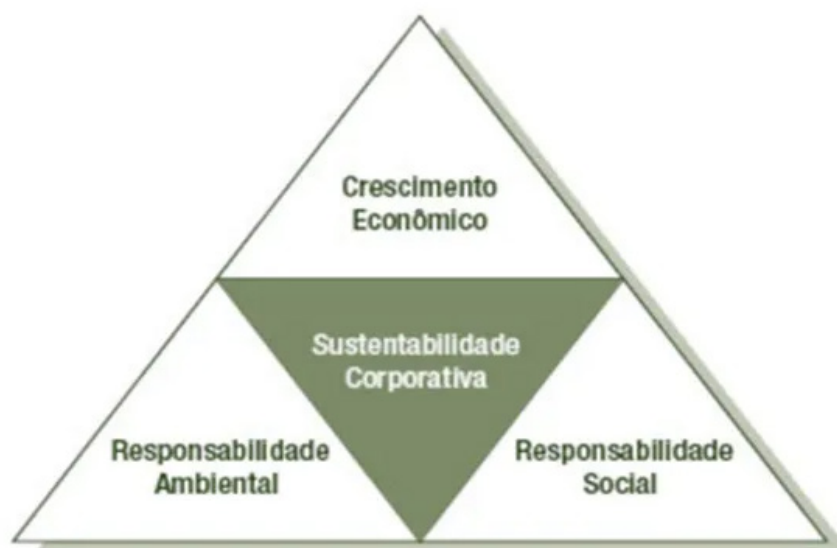 Crescimento
Econômico
Sustentabilidade
Corporativa
Responsabilidade
Ambiental
Responsabilidade
Social